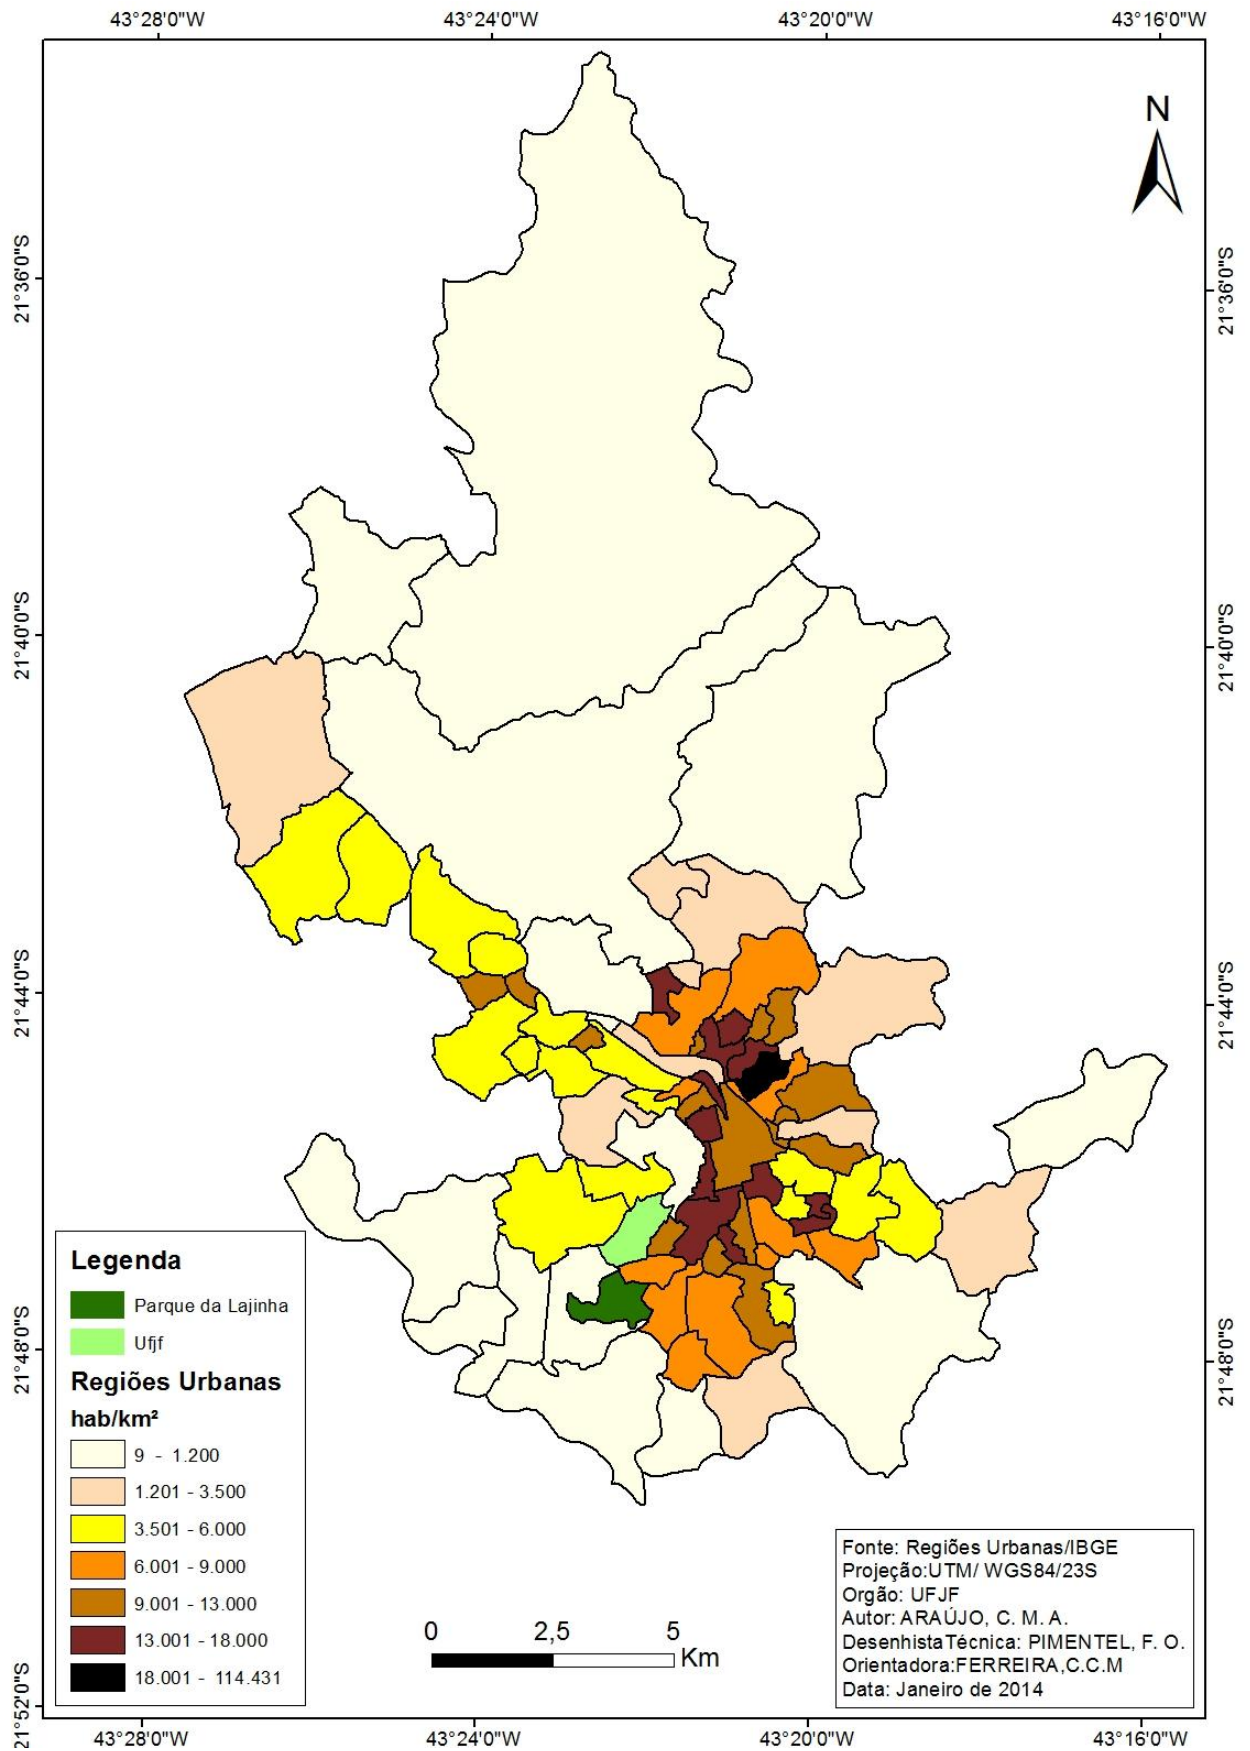 43°28'0"W 43°24'0"W 43°20'0"W 43°16'0"W
N
21°36'0"S 21°36'0"S
21°40'0"S 21°40'0"S
21°44'0"S 21°44'0"S
21°48'0"S 21°48'0"S
21°52'0"S
Legenda
Parque da Lajinha
Ufjf
Regiões Urbanas
hab/km²
9 - 1.200
1.201 - 3.500
3.501 - 6.000
6.001 - 9.000
9.001 - 13.000
13.001 - 18.000
18.001 - 114.431
0 2,5 5
Km
Fonte: Regiões Urbanas/IBGE
Projeção:UTM/ WGS84/23S
Orgão: UFJF
Autor: ARAÚJO, C. M. A.
DesenhistaTécnica: PIMENTEL, F. O.
Orientadora:FERREIRA,C.C.M
Data: Janeiro de 2014
43°28'0"W 43°24'0"W 43°20'0"W 43°16'0"W